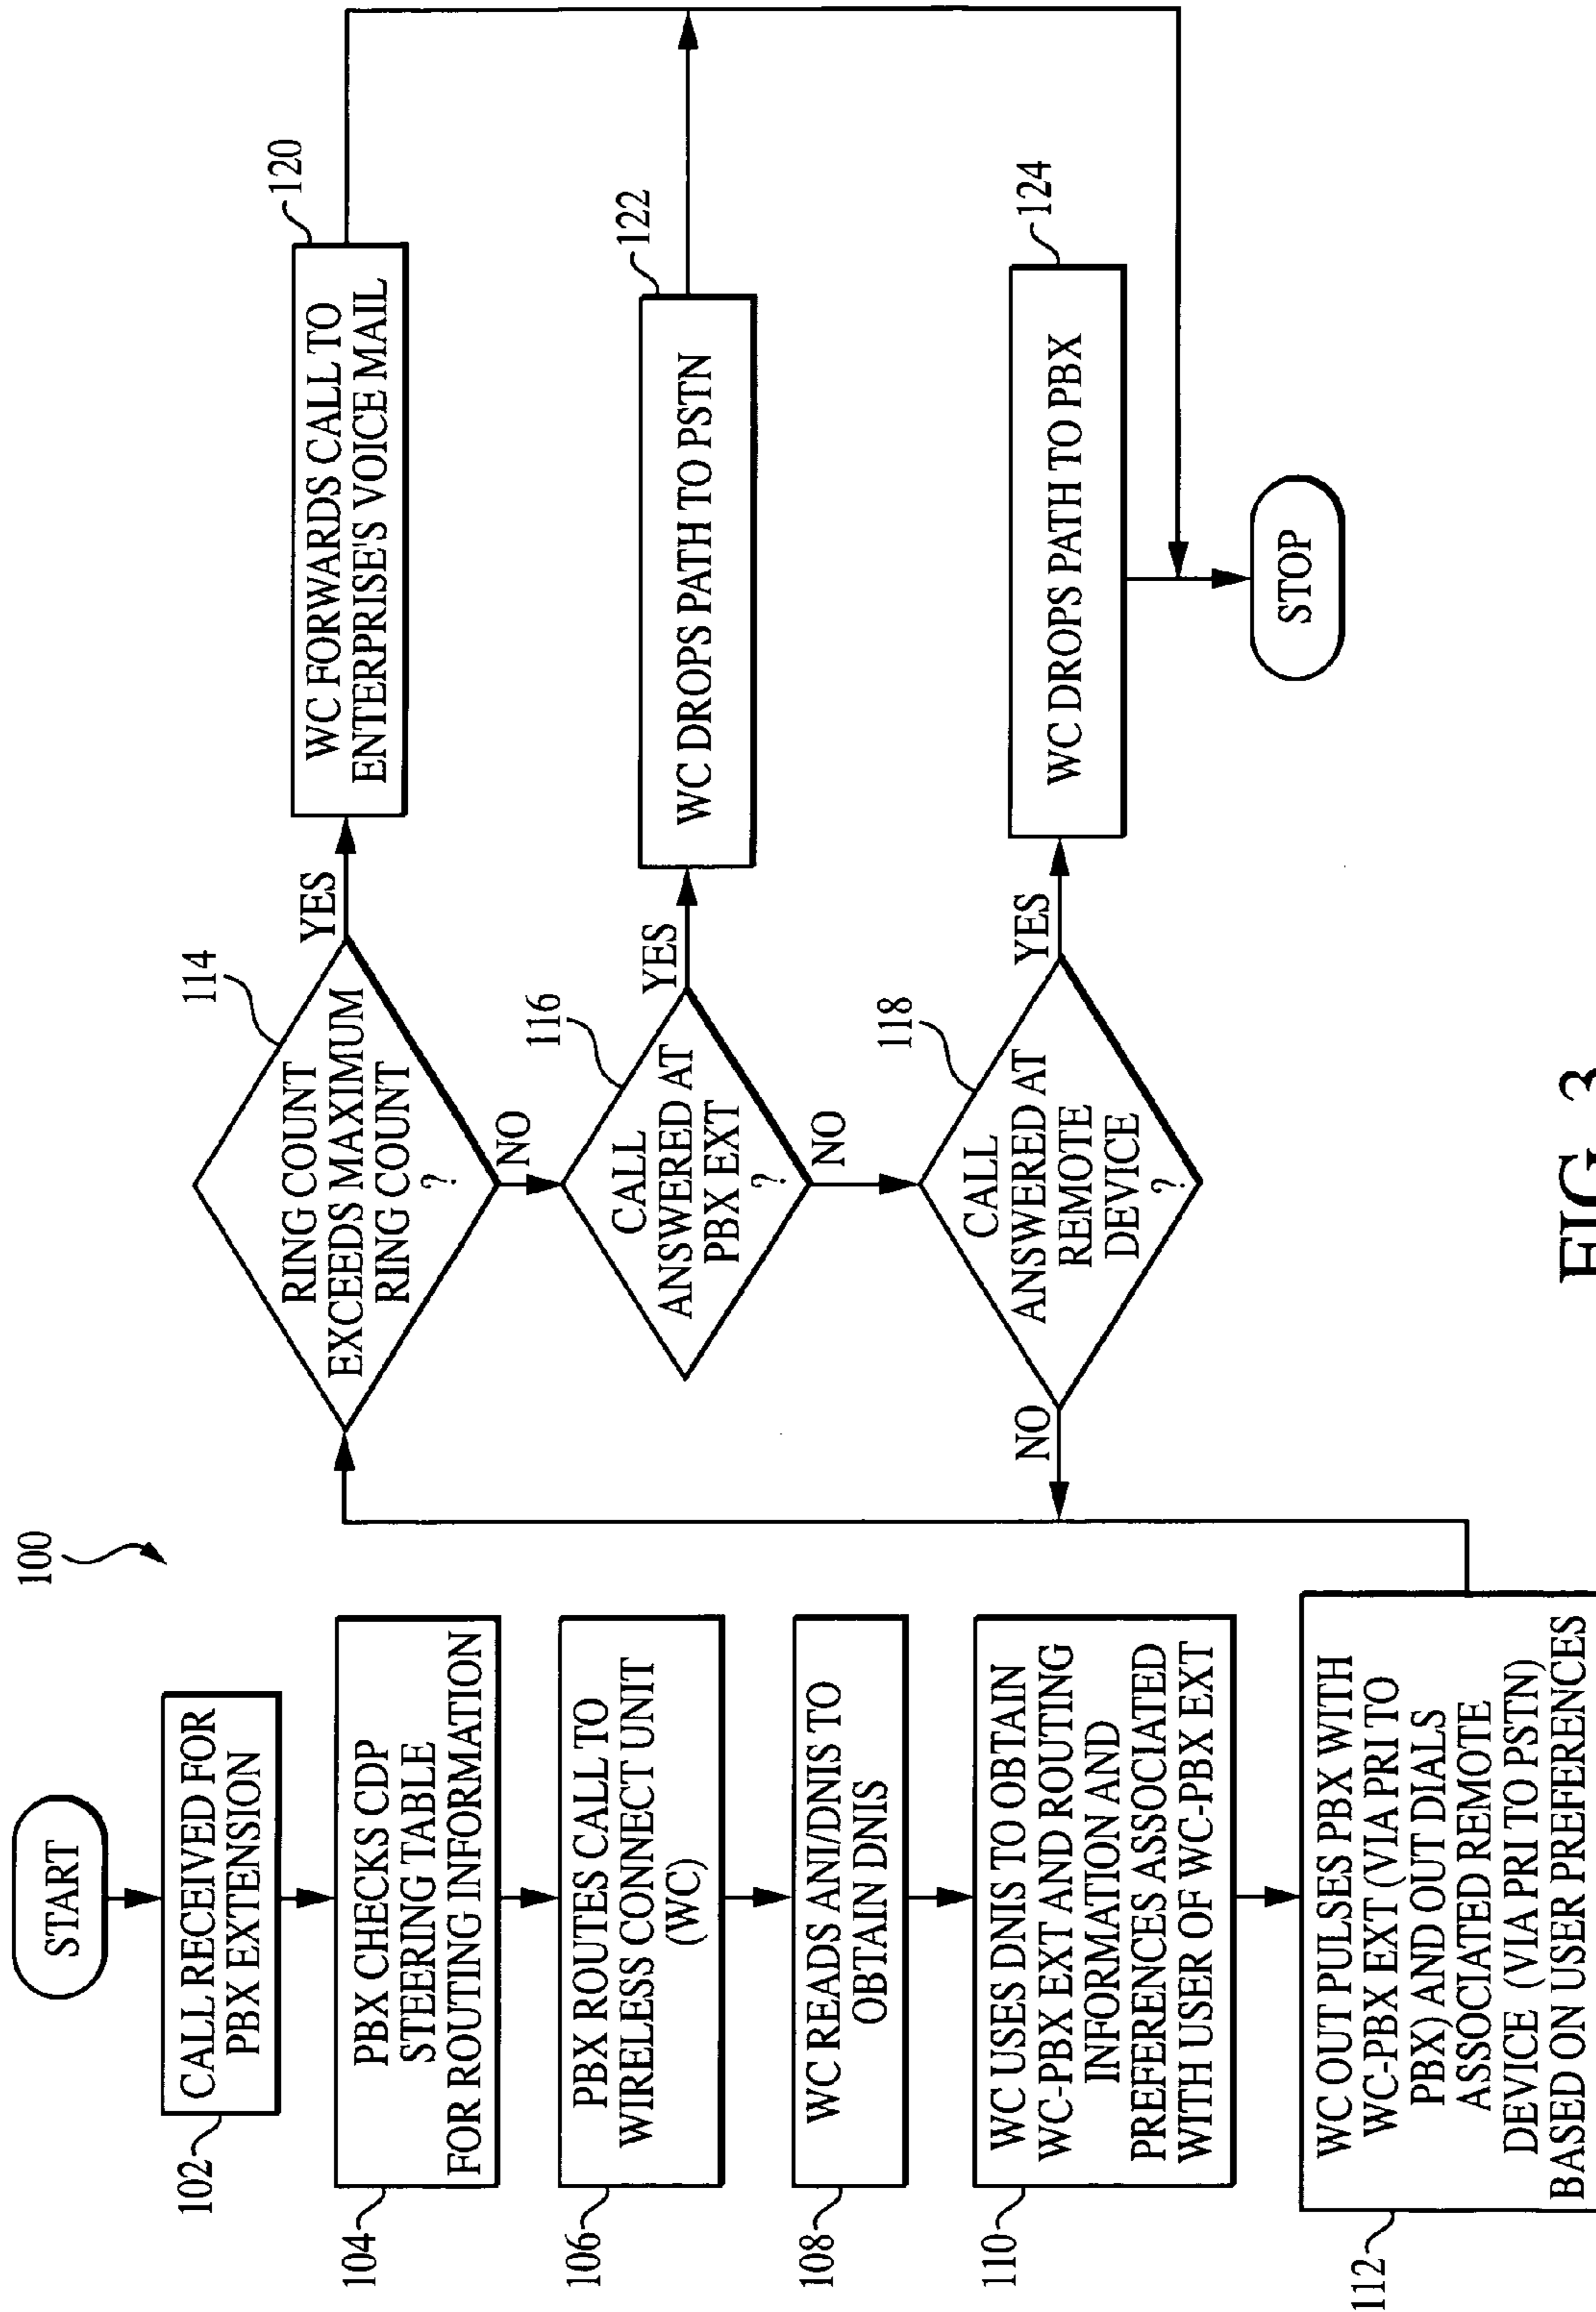 100
START
102
CALL RECEIVED FOR
PBX EXTENSION
104
PBX CHECKS CDP
STEERING TABLE
FOR ROUTING INFORMATION
106
PBX ROUTES CALL TO
WIRELESS CONNECT UNIT
(WC)
108
WC READS ANI/DNIS TO
OBTAIN DNIS
110
WC USES DNIS TO OBTAIN
WC-PBX EXT AND ROUTING
INFORMATION AND
PREFERENCES ASSOCIATED
WITH USER OF WC-PBX EXT
112
WC OUT PULSES PBX WITH
WC-PBX EXT (VIA PRI TO
PBX) AND OUT DIALS
ASSOCIATED REMOTE
DEVICE (VIA PRI TO PSTN)
BASED ON USER PREFERENCES
114
RING COUNT
EXCEEDS MAXIMUM
RING COUNT
?
YES
NO
120
WC FORWARDS CALL TO
ENTERPRISE'S VOICE MAIL
116
CALL
ANSWERED AT
PBX EXT
?
YES
NO
122
WC DROPS PATH TO PSTN
118
CALL
ANSWERED AT
REMOTE
DEVICE
?
YES
NO
124
WC DROPS PATH TO PBX
STOP
FIG. 3